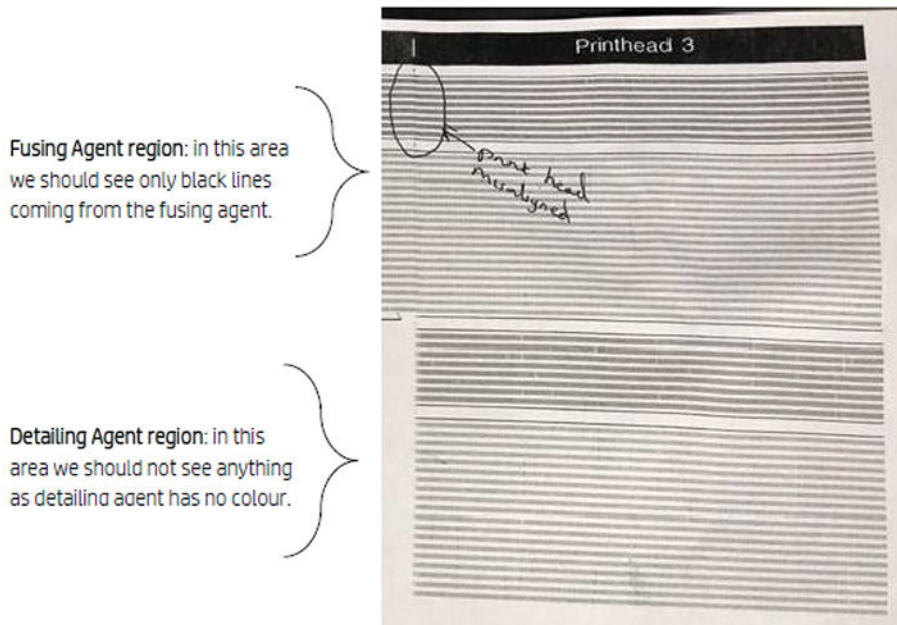 Printhead 3
print head
misaligned
Fusing Agent region: in this area
we should see only black lines
coming from the fusing agent.
Detailing Agent region: in this
area we should not see anything
as detailing agent has no colour.